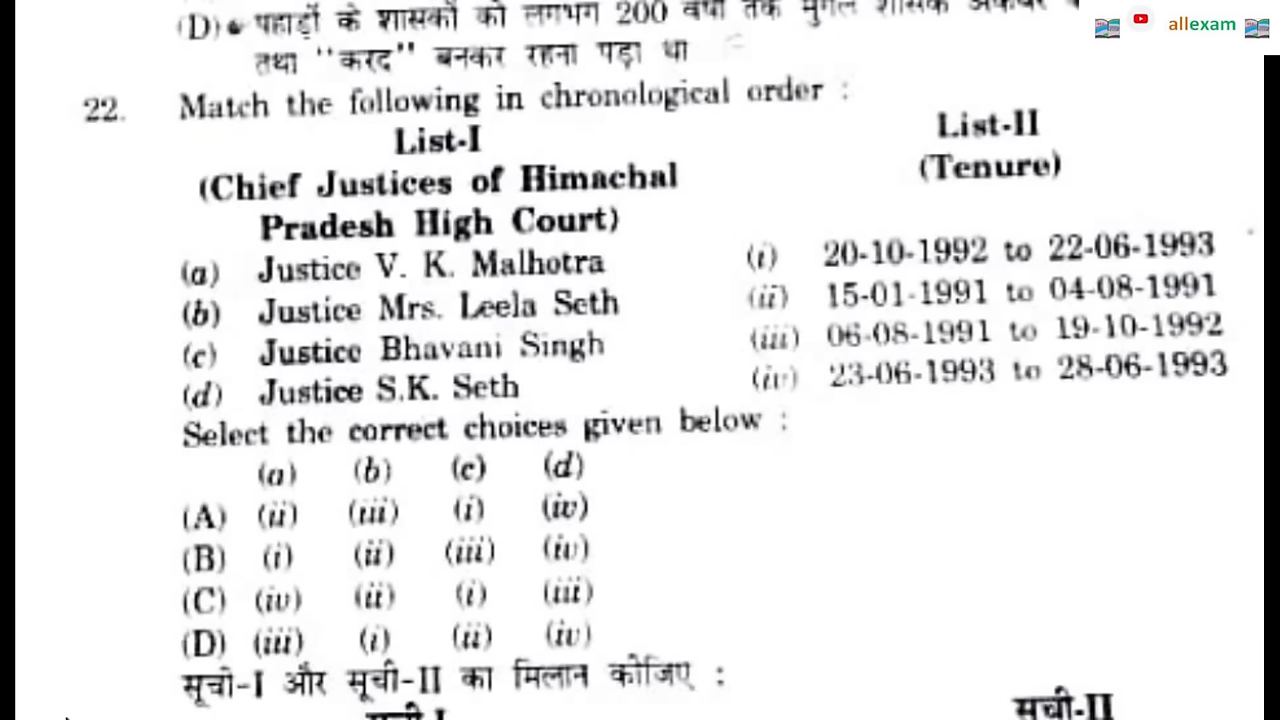 (D) पहाड़ों के शासकों को लगभग 200 वर्षों तक मुगल शासक अकबर
allexam
तथा "करद" बनकर रहना पड़ा था
22. Match the following in chronological order :
List-I List-II
(Chief Justices of Himachal Pradesh High Court) (Tenure)
(a) Justice V. K. Malhotra (i) 20-10-1992 to 22-06-1993
(b) Justice Mrs. Leela Seth (ii) 15-01-1991 to 04-08-1991
(c) Justice Bhavani Singh (iii) 06-08-1991 to 19-10-1992
(d) Justice S.K. Seth (iv) 23-06-1993 to 28-06-1993
Select the correct choices given below :
(a) (b) (c) (d)
(A) (ii) (iii) (i) (iv)
(B) (i) (ii) (iii) (iv)
(C) (iv) (ii) (i) (iii)
(D) (iii) (i) (ii) (iv)
सूची-I और सूची-II का मिलान कीजिए :
सूची-I सूची-II